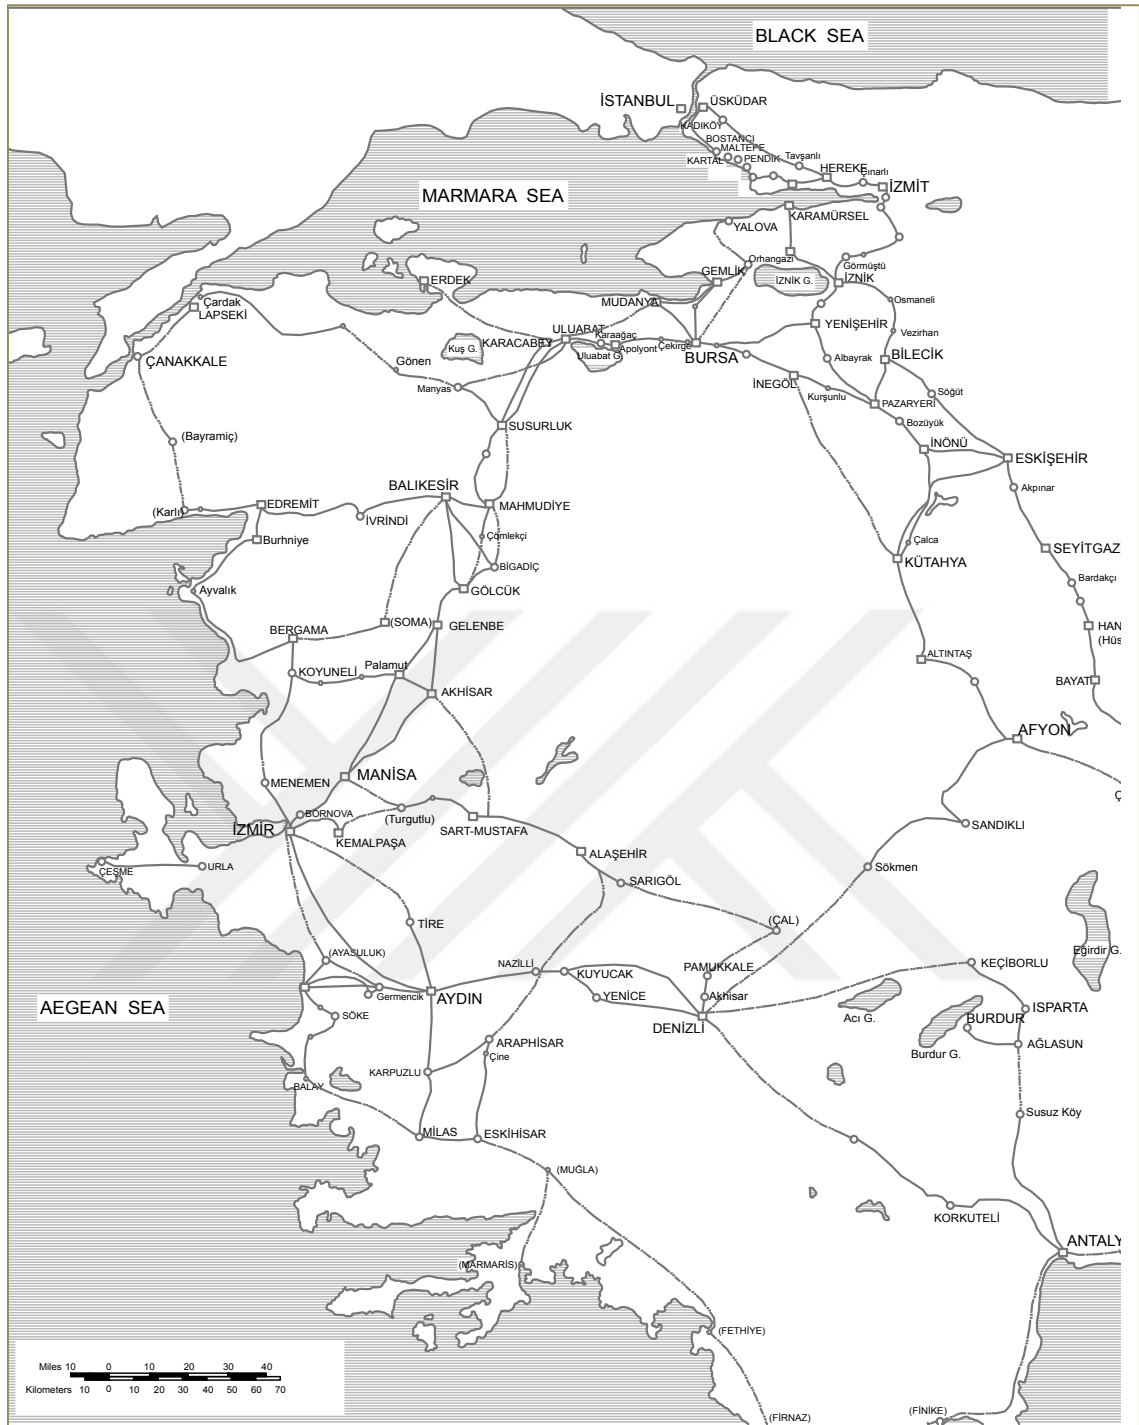 BLACK SEA
İSTANBUL
ÜSKÜDAR
KADIKÖY
BOSTANCI
MALTEPE
KARTAL
PENDİK
Tavşanlı
HEREKE
Çınarlı
İZMİT
MARMARA SEA
KARAMÜRSEL
YALOVA
Orhangazi
Görmüştü
GEMLİK
İZNİK G.
İZNİK
ERDEK
Çardak
LAPSEKİ
MUDANYA
Osmaneli
YENİŞEHİR
Vezirhan
ULUABAT
Karaağaç
KARACABEY
Kuş G.
Apolyont
Çekirge
Uluabat G.
BURSA
Albayrak
BİLECİK
ÇANAKKALE
Gönen
Manyas
İNEGÖL
Kurşunlu
PAZARYERİ
Söğüt
Bozüyük
SUSURLUK
(Bayramiç)
İNÖNÜ
ESKİŞEHİR
BALIKESİR
Akpınar
(Karlı)
EDREMİT
MAHMUDİYE
İVRİNDİ
Burhniye
Çömlekçi
Çalca
SEYİTGAZ
KÜTAHYA
BİGADİÇ
Bardakçı
Ayvalık
GÖLCÜK
(SOMA)
GELENBE
BERGAMA
HAN
(Hüs
ALTINTAŞ
KOYUNELİ
Palamut
BAYAT
AKHİSAR
AFYON
MANİSA
MENEMEN
Ç
BORNOVA
(Turgutlu)
İZMİR
SART-MUSTAFA
SANDIKLI
KEMALPAŞA
ALAŞEHİR
ÇEŞME
URLA
Sökmen
SARIGÖL
TİRE
(ÇAL)
(AYASULUK)
Eğirdir G.
NAZİLLİ
KUYUCAK
PAMUKKALE
KEÇİBORLU
AEGEAN SEA
Germencik
AYDIN
YENİCE
Akhisar
ISPARTA
SÖKE
DENİZLİ
Acı G.
BURDUR
ARAPHİSAR
Burdur G.
AĞLASUN
Çine
KARPUZLU
BALAY
Susuz Köy
MİLAS
ESKİHİSAR
(MUĞLA)
KORKUTELİ
ANTALY
(MARMARİS)
(FETHİYE)
Miles 10 0 10 20 30 40
Kilometers 10 0 10 20 30 40 50 60 70
(FİRNAZ)
(FİNİKE)